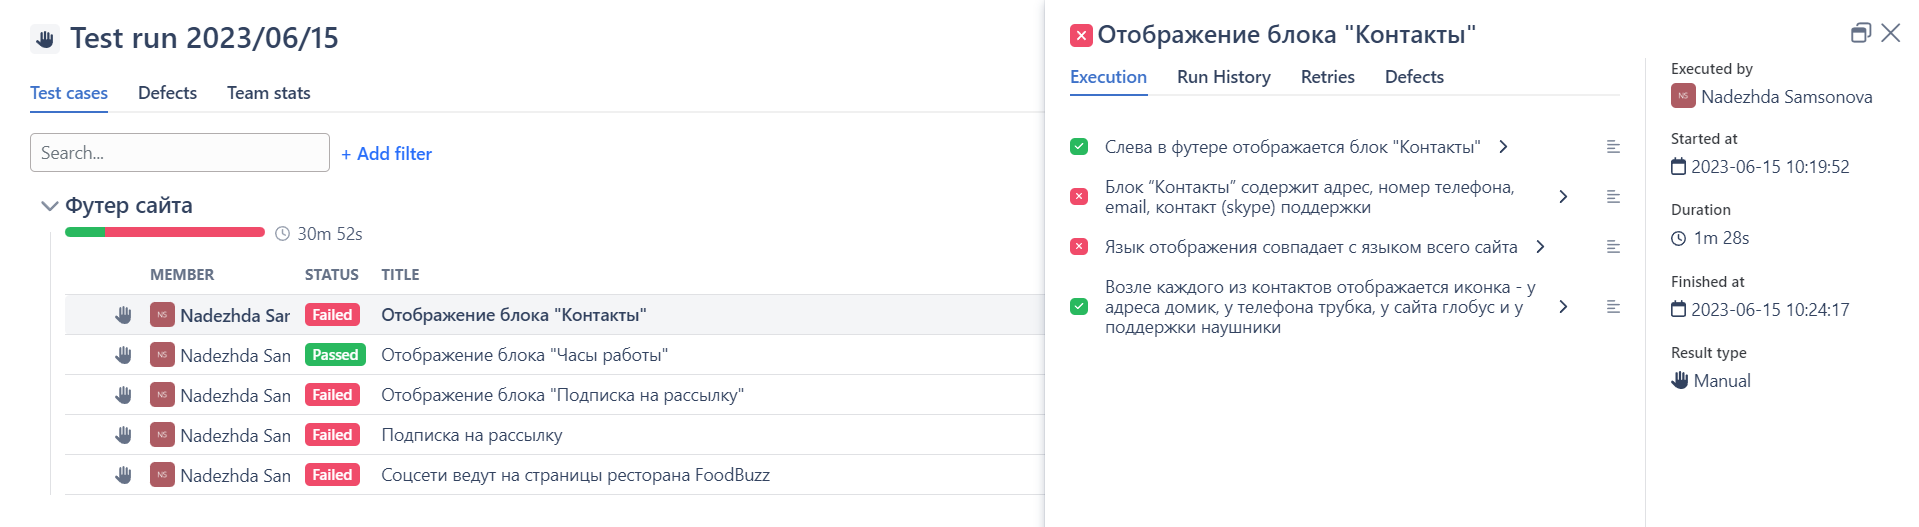 Test run 2023/06/15
Test cases
Defects
Team stats
Search...
+ Add filter
Футер сайта
30m 52s
MEMBER STATUS TITLE
NS Nadezhda Sar Failed Отображение блока "Контакты"
NS Nadezhda San Passed Отображение блока "Часы работы"
NS Nadezhda San Failed Отображение блока "Подписка на рассылку"
NS Nadezhda San Failed Подписка на рассылку
NS Nadezhda San Failed Соцсети ведут на страницы ресторана FoodBuzz
Отображение блока "Контакты"
Execution
Run History
Retries
Defects
Слева в футере отображается блок "Контакты"
Блок “Контакты” содержит адрес, номер телефона,
email, контакт (skype) поддержки
Язык отображения совпадает с языком всего сайта
Возле каждого из контактов отображается иконка - у
адреса домик, у телефона трубка, у сайта глобус и у
поддержки наушники
Executed by
NS Nadezhda Samsonova
Started at
2023-06-15 10:19:52
Duration
1m 28s
Finished at
2023-06-15 10:24:17
Result type
Manual